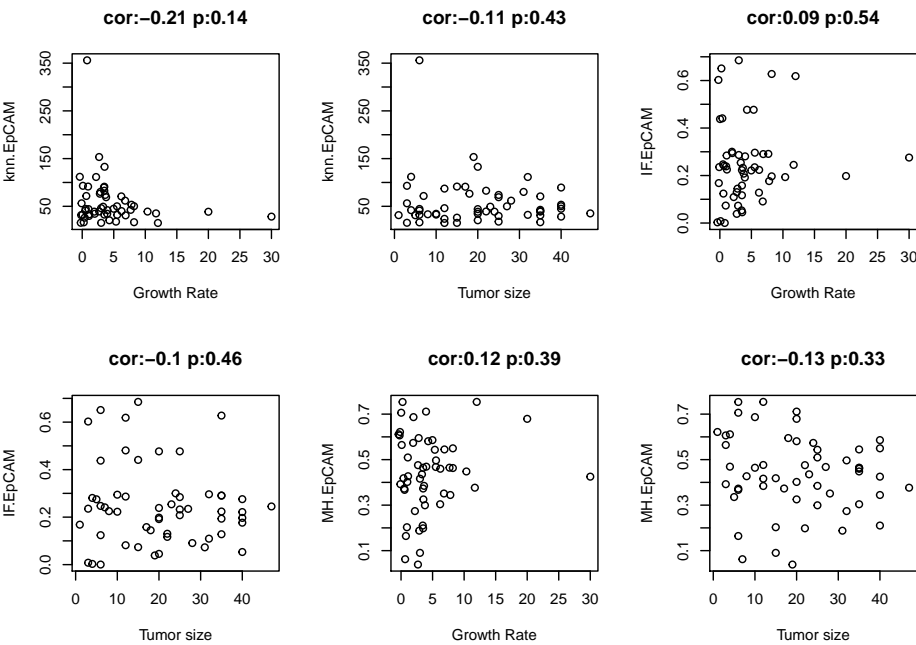 cor:−0.21 p:0.14
knn.EpCAM
50
150
250
350
0 5 10 15 20 25 30
Growth Rate
cor:−0.11 p:0.43
knn.EpCAM
50
150
250
350
0 10 20 30 40
Tumor size
cor:0.09 p:0.54
IF.EpCAM
0.0
0.2
0.4
0.6
0 5 10 15 20 25 30
Growth Rate
cor:−0.1 p:0.46
IF.EpCAM
0.0
0.2
0.4
0.6
0 10 20 30 40
Tumor size
cor:0.12 p:0.39
MH.EpCAM
0.1
0.3
0.5
0.7
0 5 10 15 20 25 30
Growth Rate
cor:−0.13 p:0.33
MH.EpCAM
0.1
0.3
0.5
0.7
0 10 20 30 40
Tumor size